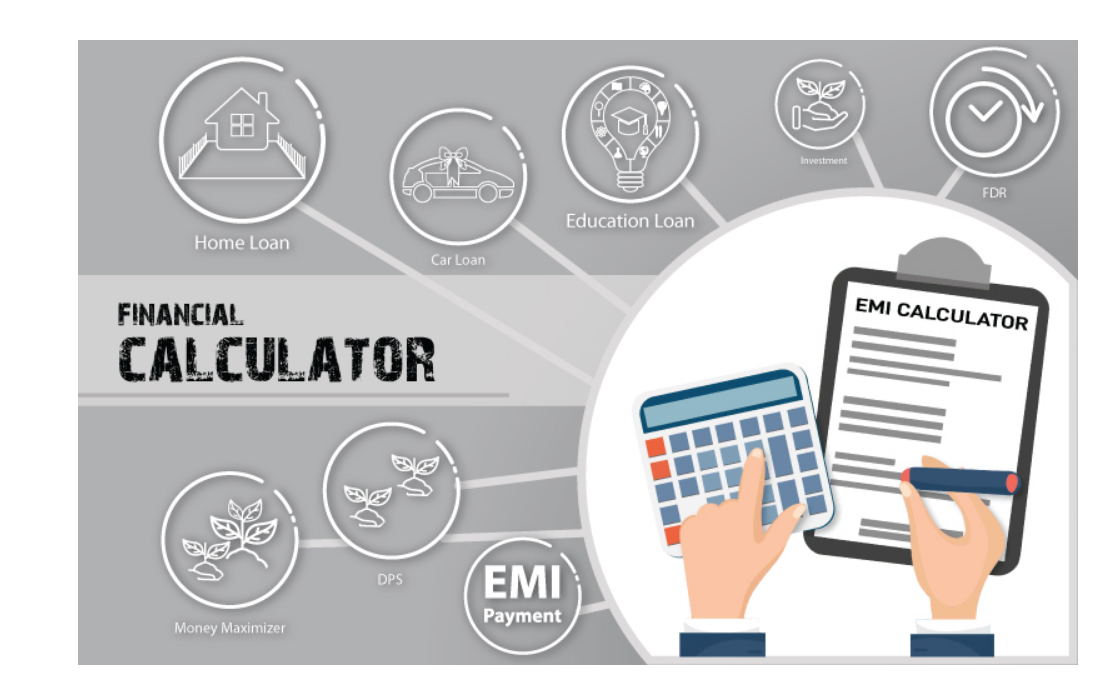 Home Loan
Car Loan
Education Loan
Investment
FDR
FINANCIAL
CALCULATOR
EMI CALCULATOR
Money Maximizer
DPS
EMI
Payment